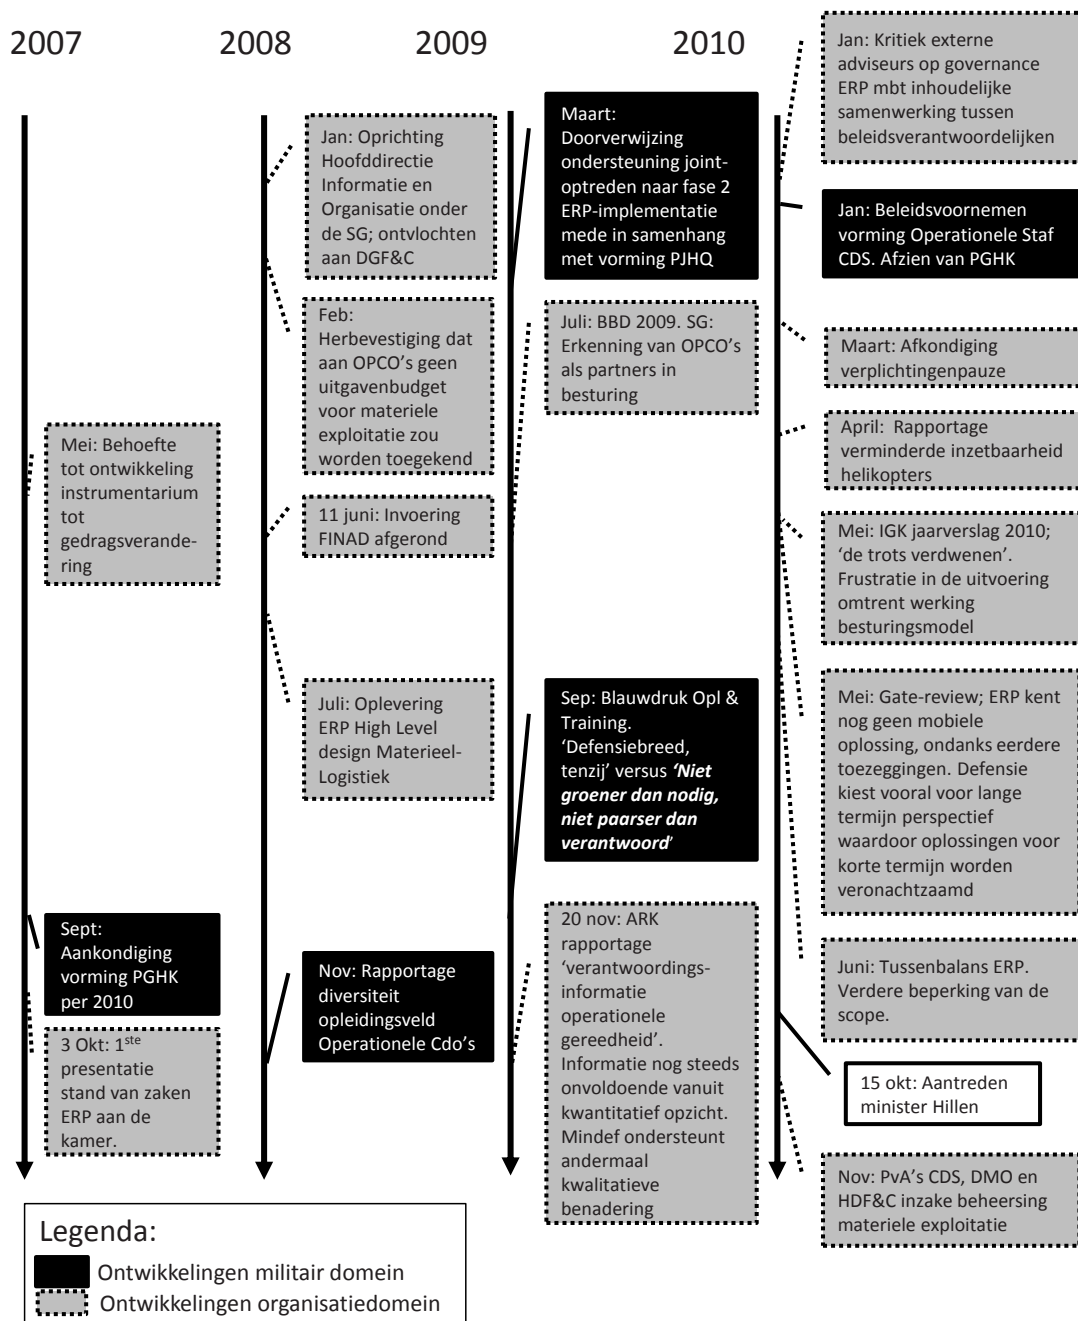 2007
2008
2009
2010
Mei: Behoefte
tot ontwikkeling
instrumentarium
tot
gedragsverande-
ring
Sept:
Aankondiging
vorming PGHK
per 2010
3 Okt: 1ste
presentatie
stand van zaken
ERP aan de
kamer.
Jan: Oprichting
Hoofddirectie
Informatie en
Organisatie onder
de SG; ontvlochten
aan DGF&C
Feb:
Herbevestiging dat
aan OPCO’s geen
uitgavenbudget
voor materiele
exploitatie zou
worden toegekend
11 juni: Invoering
FINAD afgerond
Juli: Oplevering
ERP High Level
design Materieel-
Logistiek
Nov: Rapportage
diversiteit
opleidingsveld
Operationele Cdo’s
Maart:
Doorverwijzing
ondersteuning joint-
optreden naar fase 2
ERP-implementatie
mede in samenhang
met vorming PJHQ
Juli: BBD 2009. SG:
Erkenning van OPCO’s
als partners in
besturing
Sep: Blauwdruk Opl &
Training.
‘Defensiebreed,
tenzij’ versus ‘Niet
groener dan nodig,
niet paarser dan
verantwoord’
20 nov: ARK
rapportage
‘verantwoordings-
informatie
operationele
gereedheid’.
Informatie nog steeds
onvoldoende vanuit
kwantitatief opzicht.
Mindef ondersteunt
andermaal
kwalitatieve
benadering
Jan: Kritiek externe
adviseurs op governance
ERP mbt inhoudelijke
samenwerking tussen
beleidsverantwoordelijken
Jan: Beleidsvoornemen
vorming Operationele Staf
CDS. Afzien van PGHK
Maart: Afkondiging
verplichtingenpauze
April: Rapportage
verminderde inzetbaarheid
helikopters
Mei: IGK jaarverslag 2010;
‘de trots verdwenen’.
Frustratie in de uitvoering
omtrent werking
besturingsmodel
Mei: Gate-review; ERP kent
nog geen mobiele
oplossing, ondanks eerdere
toezeggingen. Defensie
kiest vooral voor lange
termijn perspectief
waardoor oplossingen voor
korte termijn worden
veronachtzaamd
Juni: Tussenbalans ERP.
Verdere beperking van de
scope.
15 okt: Aantreden
minister Hillen
Nov: PvA’s CDS, DMO en
HDF&C inzake beheersing
materiele exploitatie
Legenda:
Ontwikkelingen militair domein
Ontwikkelingen organisatiedomein